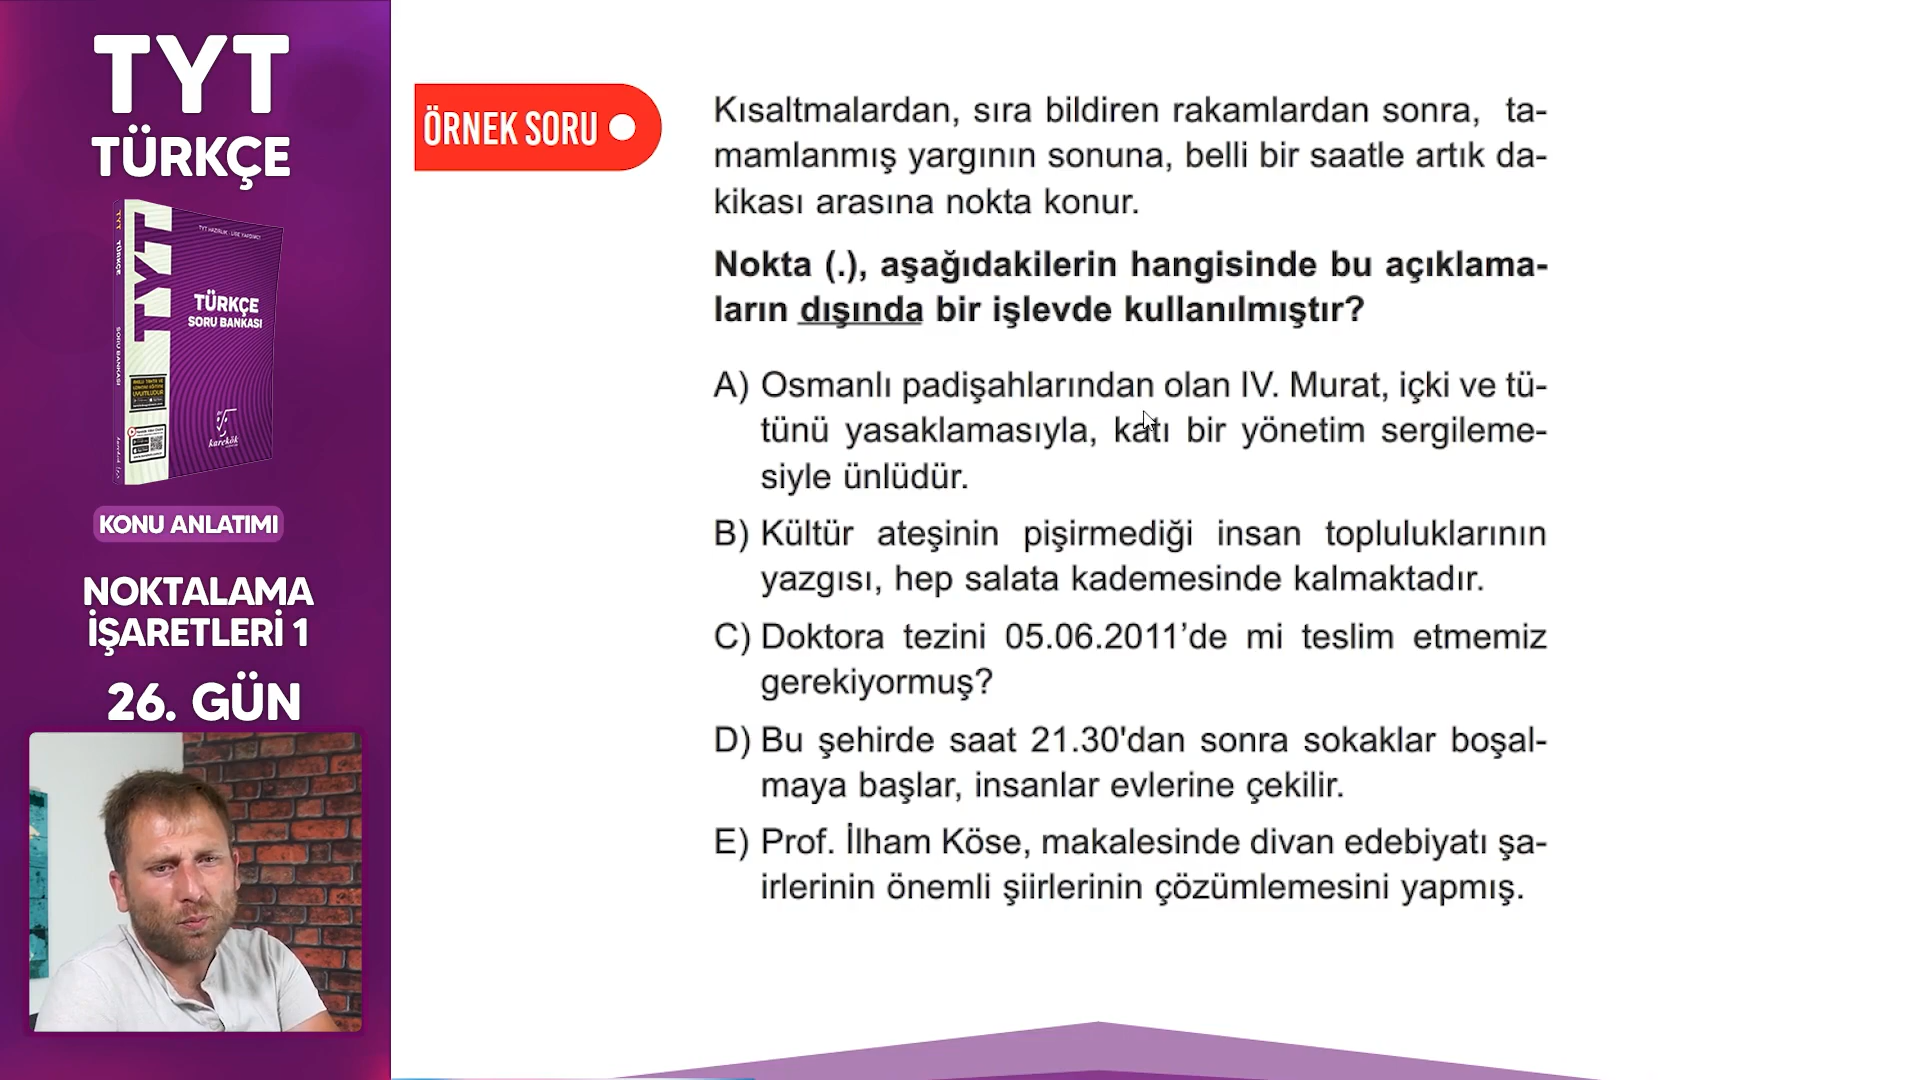 TYT
TÜRKÇE
TYT
TÜRKÇE
SORU BANKASI
karekök
KONU ANLATIMI
NOKTALAMA
İŞARETLERİ 1
26. GÜN
ÖRNEK SORU
Kısaltmalardan, sıra bildiren rakamlardan sonra, ta-
mamlanmış yargının sonuna, belli bir saatle artık da-
kikası arasına nokta konur.
Nokta (.), aşağıdakilerin hangisinde bu açıklama-
ların dışında bir işlevde kullanılmıştır?
A) Osmanlı padişahlarından olan IV. Murat, içki ve tü-
tünü yasaklamasıyla, katı bir yönetim sergileme-
siyle ünlüdür.
B) Kültür ateşinin pişirmediği insan topluluklarının
yazgısı, hep salata kademesinde kalmaktadır.
C) Doktora tezini 05.06.2011’de mi teslim etmemiz
gerekiyormuş?
D) Bu şehirde saat 21.30'dan sonra sokaklar boşal-
maya başlar, insanlar evlerine çekilir.
E) Prof. İlham Köse, makalesinde divan edebiyatı şa-
irlerinin önemli şiirlerinin çözümlemesini yapmış.